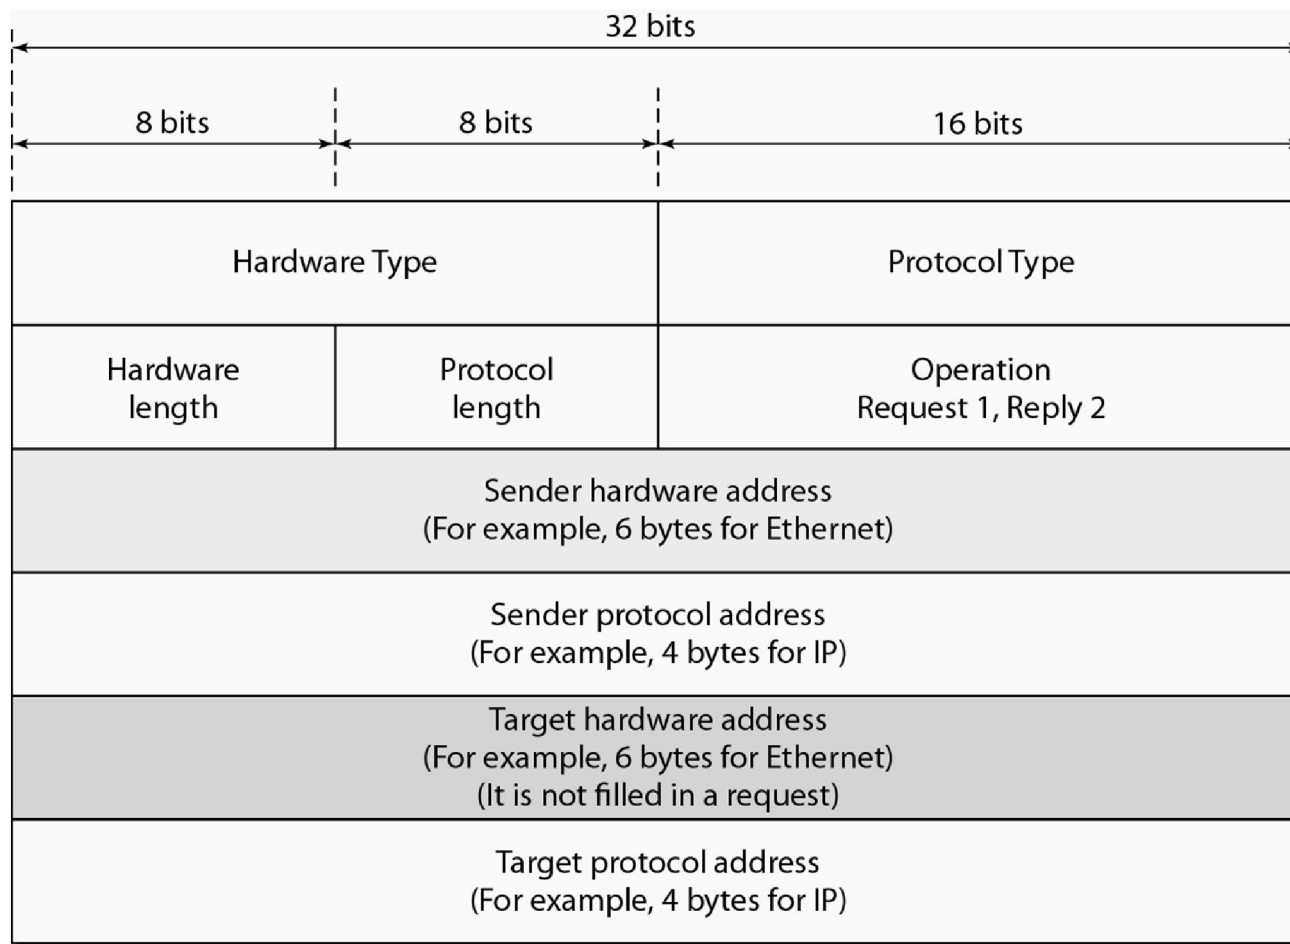 32 bits
8 bits
8 bits
16 bits
Hardware Type
Protocol Type
Hardware
length
Protocol
length
Operation
Request 1, Reply 2
Sender hardware address
(For example, 6 bytes for Ethernet)
Sender protocol address
(For example, 4 bytes for IP)
Target hardware address
(For example, 6 bytes for Ethernet)
(It is not filled in a request)
Target protocol address
(For example, 4 bytes for IP)